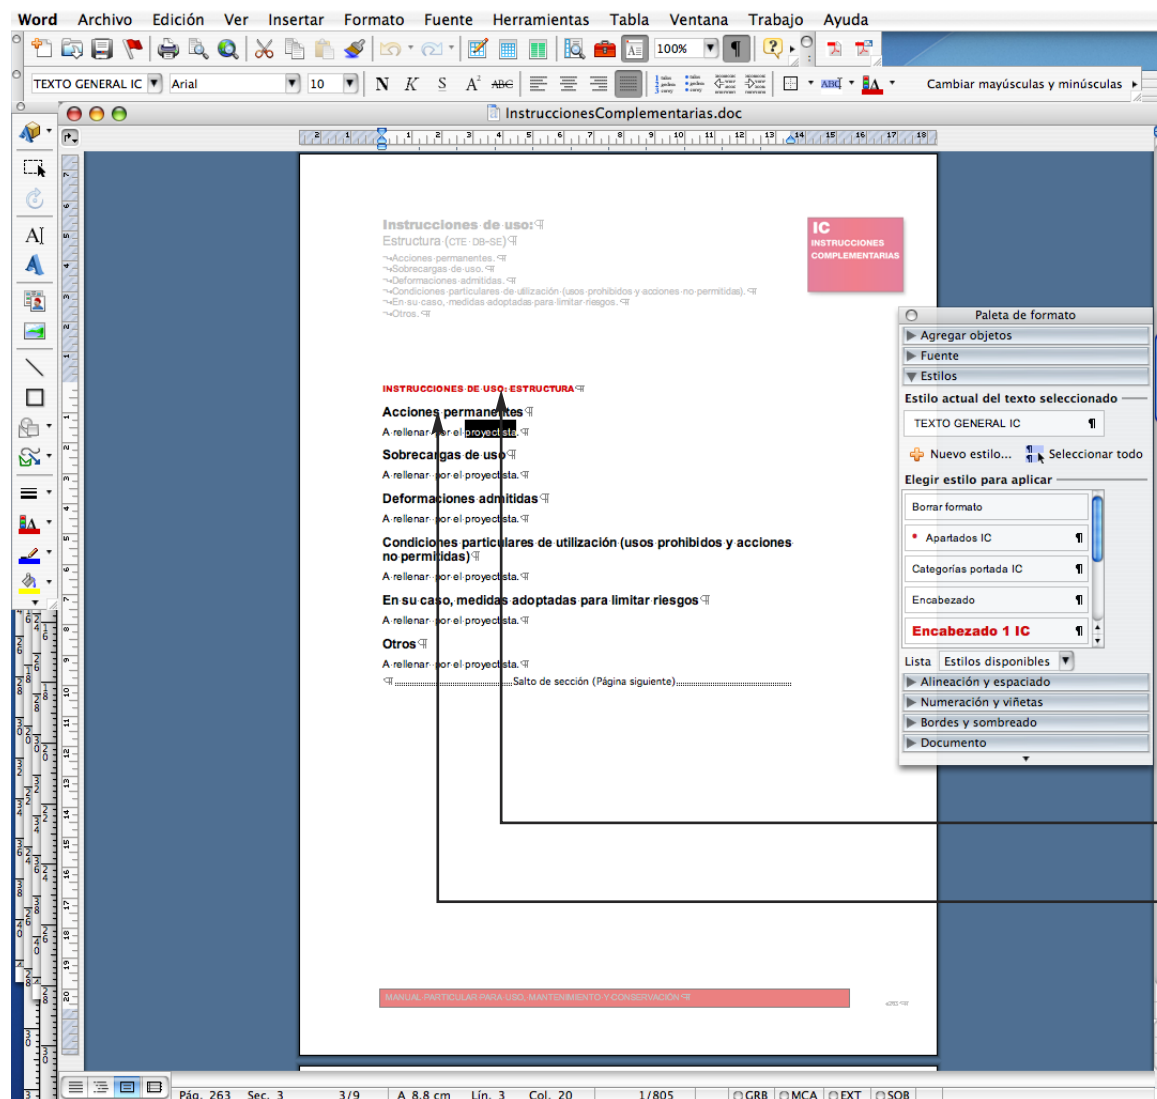 Word Archivo Edición Ver Insertar Formato Fuente Herramientas Tabla Ventana Trabajo Ayuda
100%
TEXTO GENERAL IC Arial 10 N K S A² ABC Cambiar mayúsculas y minúsculas
InstruccionesComplementarias.doc
Instrucciones de uso:
Estructura (CTE DB-SE)
Acciones permanentes.
Sobrecargas de uso.
Deformaciones admitidas.
Condiciones particulares de utilización (usos prohibidos y acciones no permitidas).
En su caso, medidas adoptadas para limitar riesgos.
Otros.
IC
INSTRUCCIONES
COMPLEMENTARIAS
INSTRUCCIONES DE USO: ESTRUCTURA
Acciones permanentes
A rellenar por el proyectista.
Sobrecargas de uso
A rellenar por el proyectista.
Deformaciones admitidas
A rellenar por el proyectista.
Condiciones particulares de utilización (usos prohibidos y acciones
no permitidas)
A rellenar por el proyectista.
En su caso, medidas adoptadas para limitar riesgos
A rellenar por el proyectista.
Otros
A rellenar por el proyectista.
Salto de sección (Página siguiente)
MANUAL PARTICULAR PARA USO, MANTENIMIENTO Y CONSERVACIÓN
Paleta de formato
Agregar objetos
Fuente
Estilos
Estilo actual del texto seleccionado
TEXTO GENERAL IC ¶
Nuevo estilo... Seleccionar todo
Elegir estilo para aplicar
Borrar formato
• Apartados IC ¶
Categorías portada IC ¶
Encabezado ¶
Encabezado 1 IC ¶
Lista Estilos disponibles
Alineación y espaciado
Numeración y viñetas
Bordes y sombreado
Documento
Pág. 263 Sec. 3 3/9 A 8.8 cm Lín. 3 Col. 20 1/805 GRB MCA EXT SOB